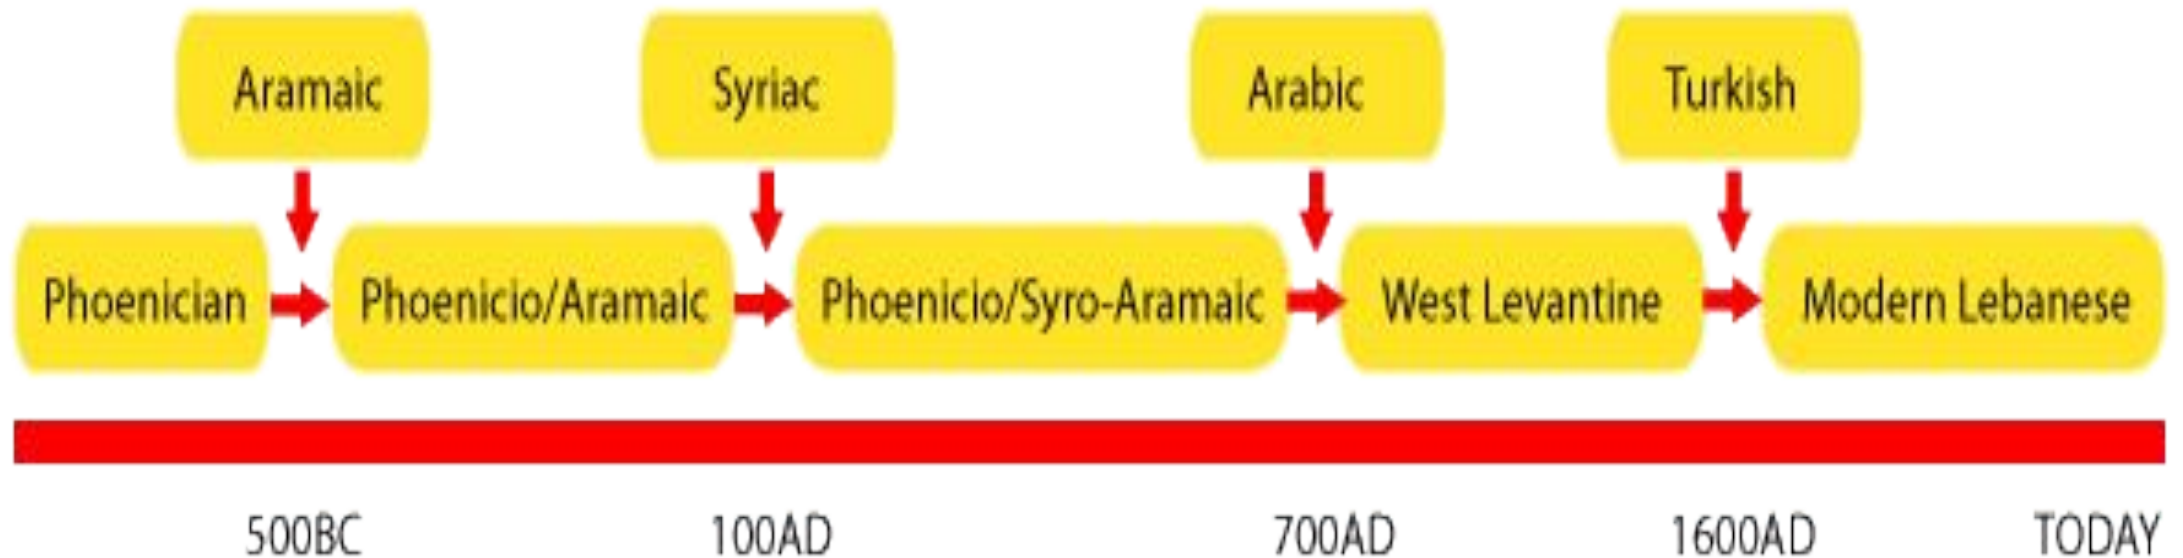 Aramaic Syriac Arabic Turkish
Phoenician Phoenicio/Aramaic Phoenicio/Syro-Aramaic West Levantine Modern Lebanese
500BC 100AD 700AD 1600AD TODAY